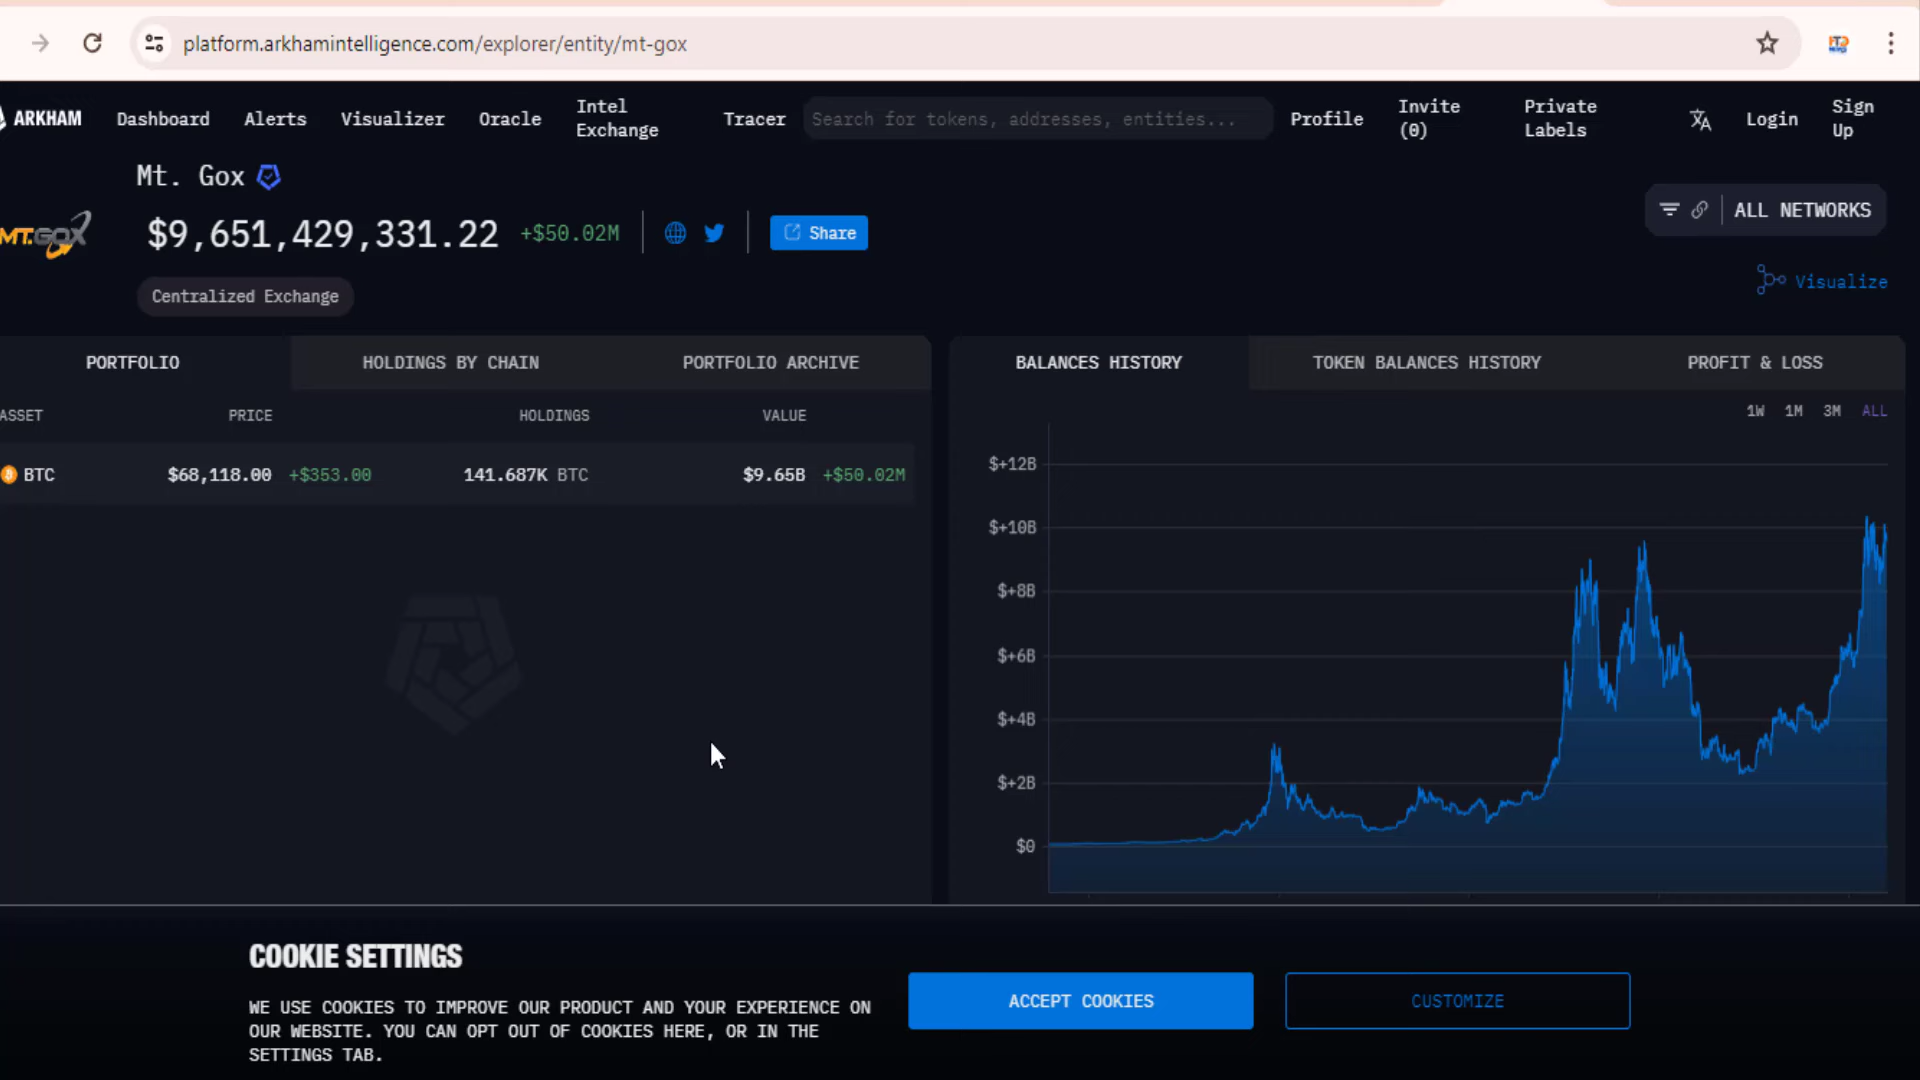 platform.arkhamintelligence.com/explorer/entity/mt-gox
ARKHAM
Dashboard
Alerts
Visualizer
Oracle
Intel
Exchange
Tracer
Search for tokens, addresses, entities...
Profile
Invite
(0)
Private
Labels
Login
Sign
Up
Mt. Gox
MT.GOX
$9,651,429,331.22 +$50.02M
Share
ALL NETWORKS
Centralized Exchange
Visualize
PORTFOLIO
HOLDINGS BY CHAIN
PORTFOLIO ARCHIVE
ASSET PRICE HOLDINGS VALUE
BTC $68,118.00 +$353.00 141.687K BTC $9.65B +$50.02M
BALANCES HISTORY
TOKEN BALANCES HISTORY
PROFIT & LOSS
1W 1M 3M ALL
$+12B
$+10B
$+8B
$+6B
$+4B
$+2B
$0
COOKIE SETTINGS
WE USE COOKIES TO IMPROVE OUR PRODUCT AND YOUR EXPERIENCE ON
OUR WEBSITE. YOU CAN OPT OUT OF COOKIES HERE, OR IN THE
SETTINGS TAB.
ACCEPT COOKIES
CUSTOMIZE